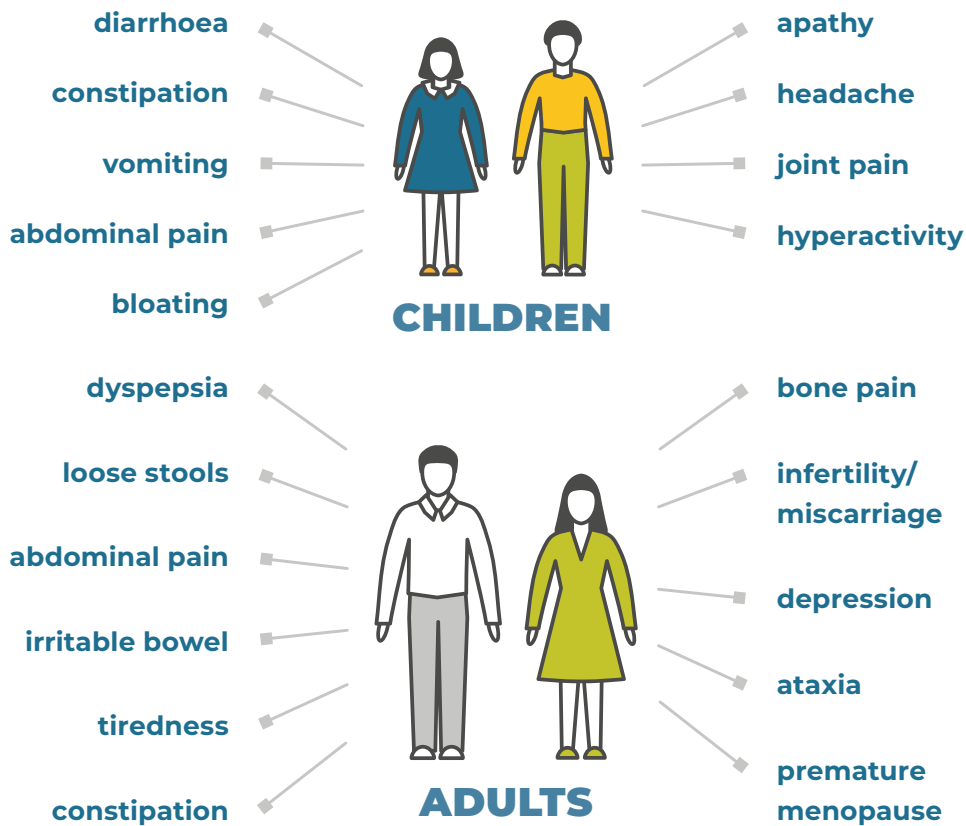 diarrhoea
constipation
vomiting
abdominal pain
bloating
apathy
headache
joint pain
hyperactivity
CHILDREN
dyspepsia
loose stools
abdominal pain
irritable bowel
tiredness
constipation
bone pain
infertility/
miscarriage
depression
ataxia
premature
menopause
ADULTS